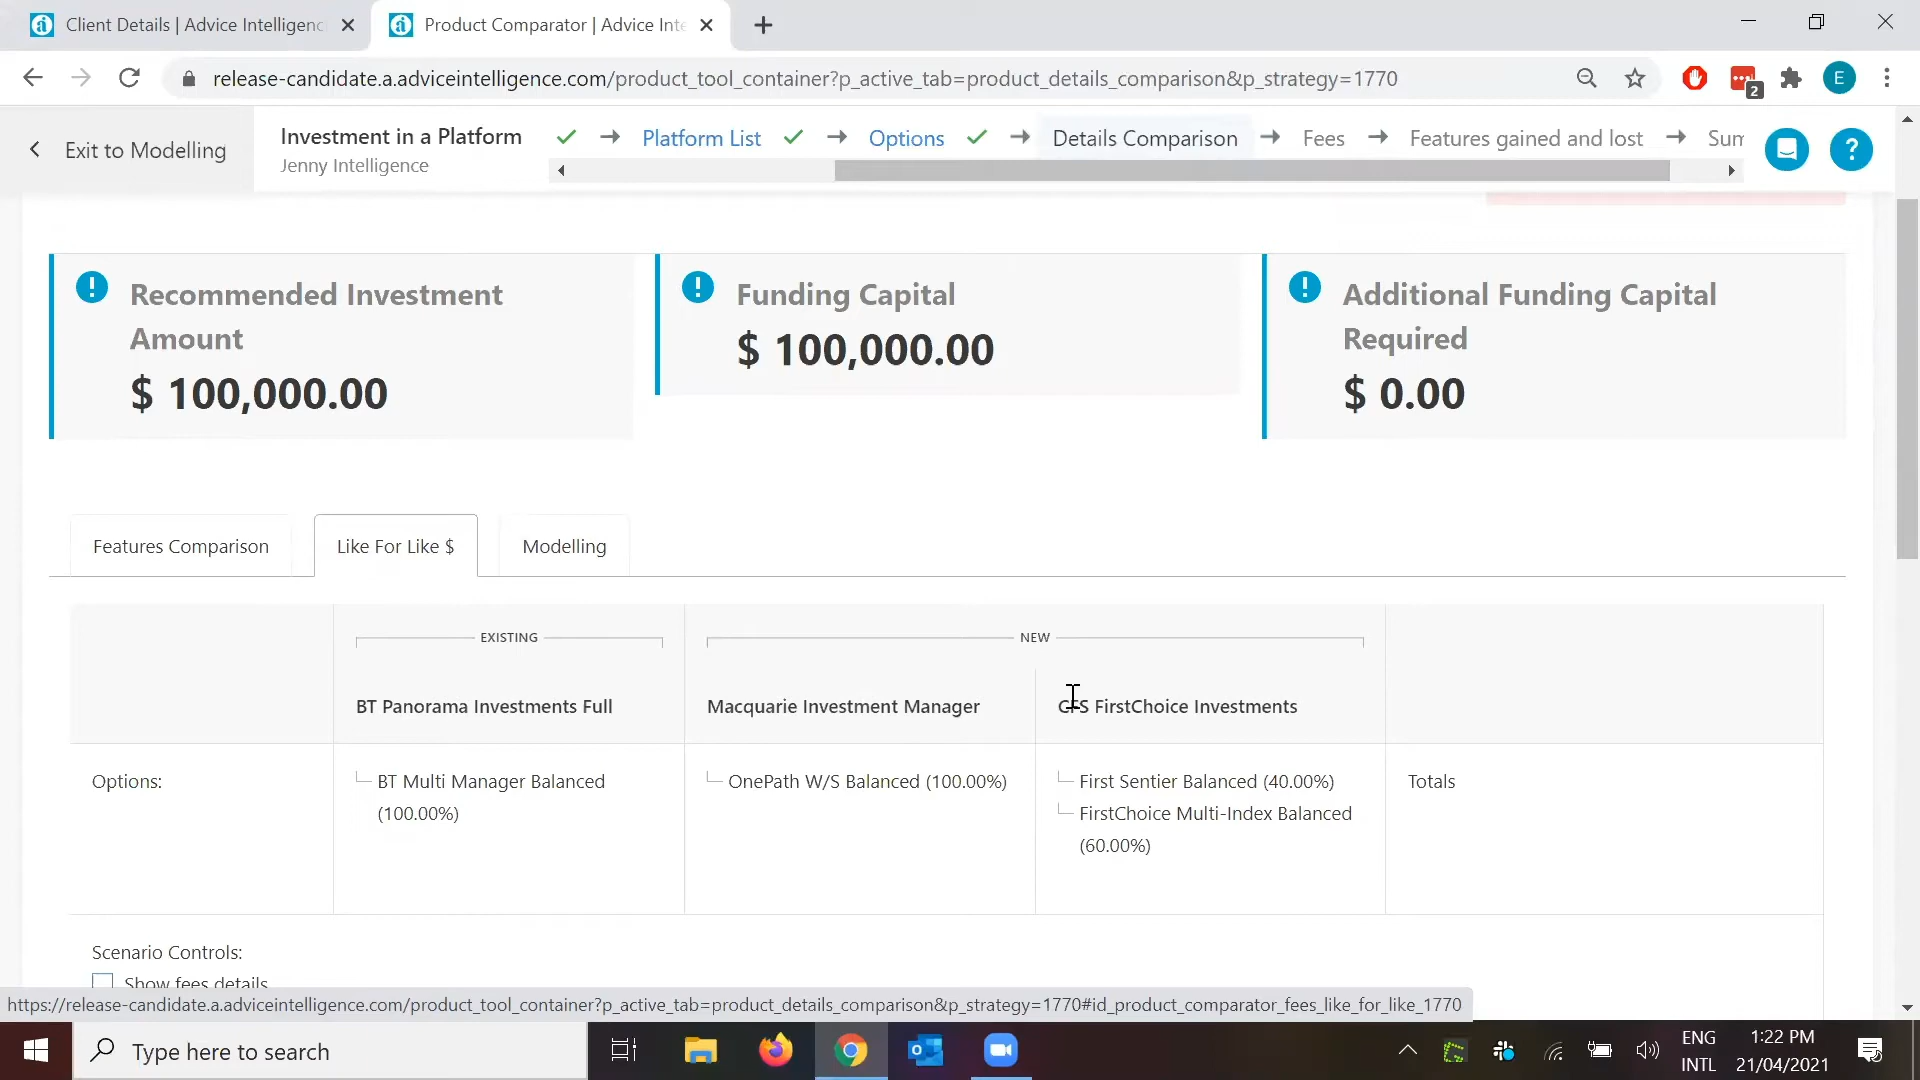 Client Details | Advice Intelligenc
Product Comparator | Advice Inte
release-candidate.a.adviceintelligence.com/product_tool_container?p_active_tab=product_details_comparison&p_strategy=1770
2
E
Exit to Modelling
Investment in a Platform
Jenny Intelligence
Platform List
Options
Details Comparison
Fees
Features gained and lost
Sum
?
Recommended Investment
Amount
$ 100,000.00
Funding Capital
$ 100,000.00
Additional Funding Capital
Required
$ 0.00
Features Comparison
Like For Like $
Modelling
EXISTING
NEW
BT Panorama Investments Full
Macquarie Investment Manager
CFS FirstChoice Investments
Options:
BT Multi Manager Balanced
(100.00%)
OnePath W/S Balanced (100.00%)
First Sentier Balanced (40.00%)
FirstChoice Multi-Index Balanced
(60.00%)
Totals
Scenario Controls:
Show fees details
https://release-candidate.a.adviceintelligence.com/product_tool_container?p_active_tab=product_details_comparison&p_strategy=1770#id_product_comparator_fees_like_for_like_1770
Type here to search
ENG
INTL
1:22 PM
21/04/2021